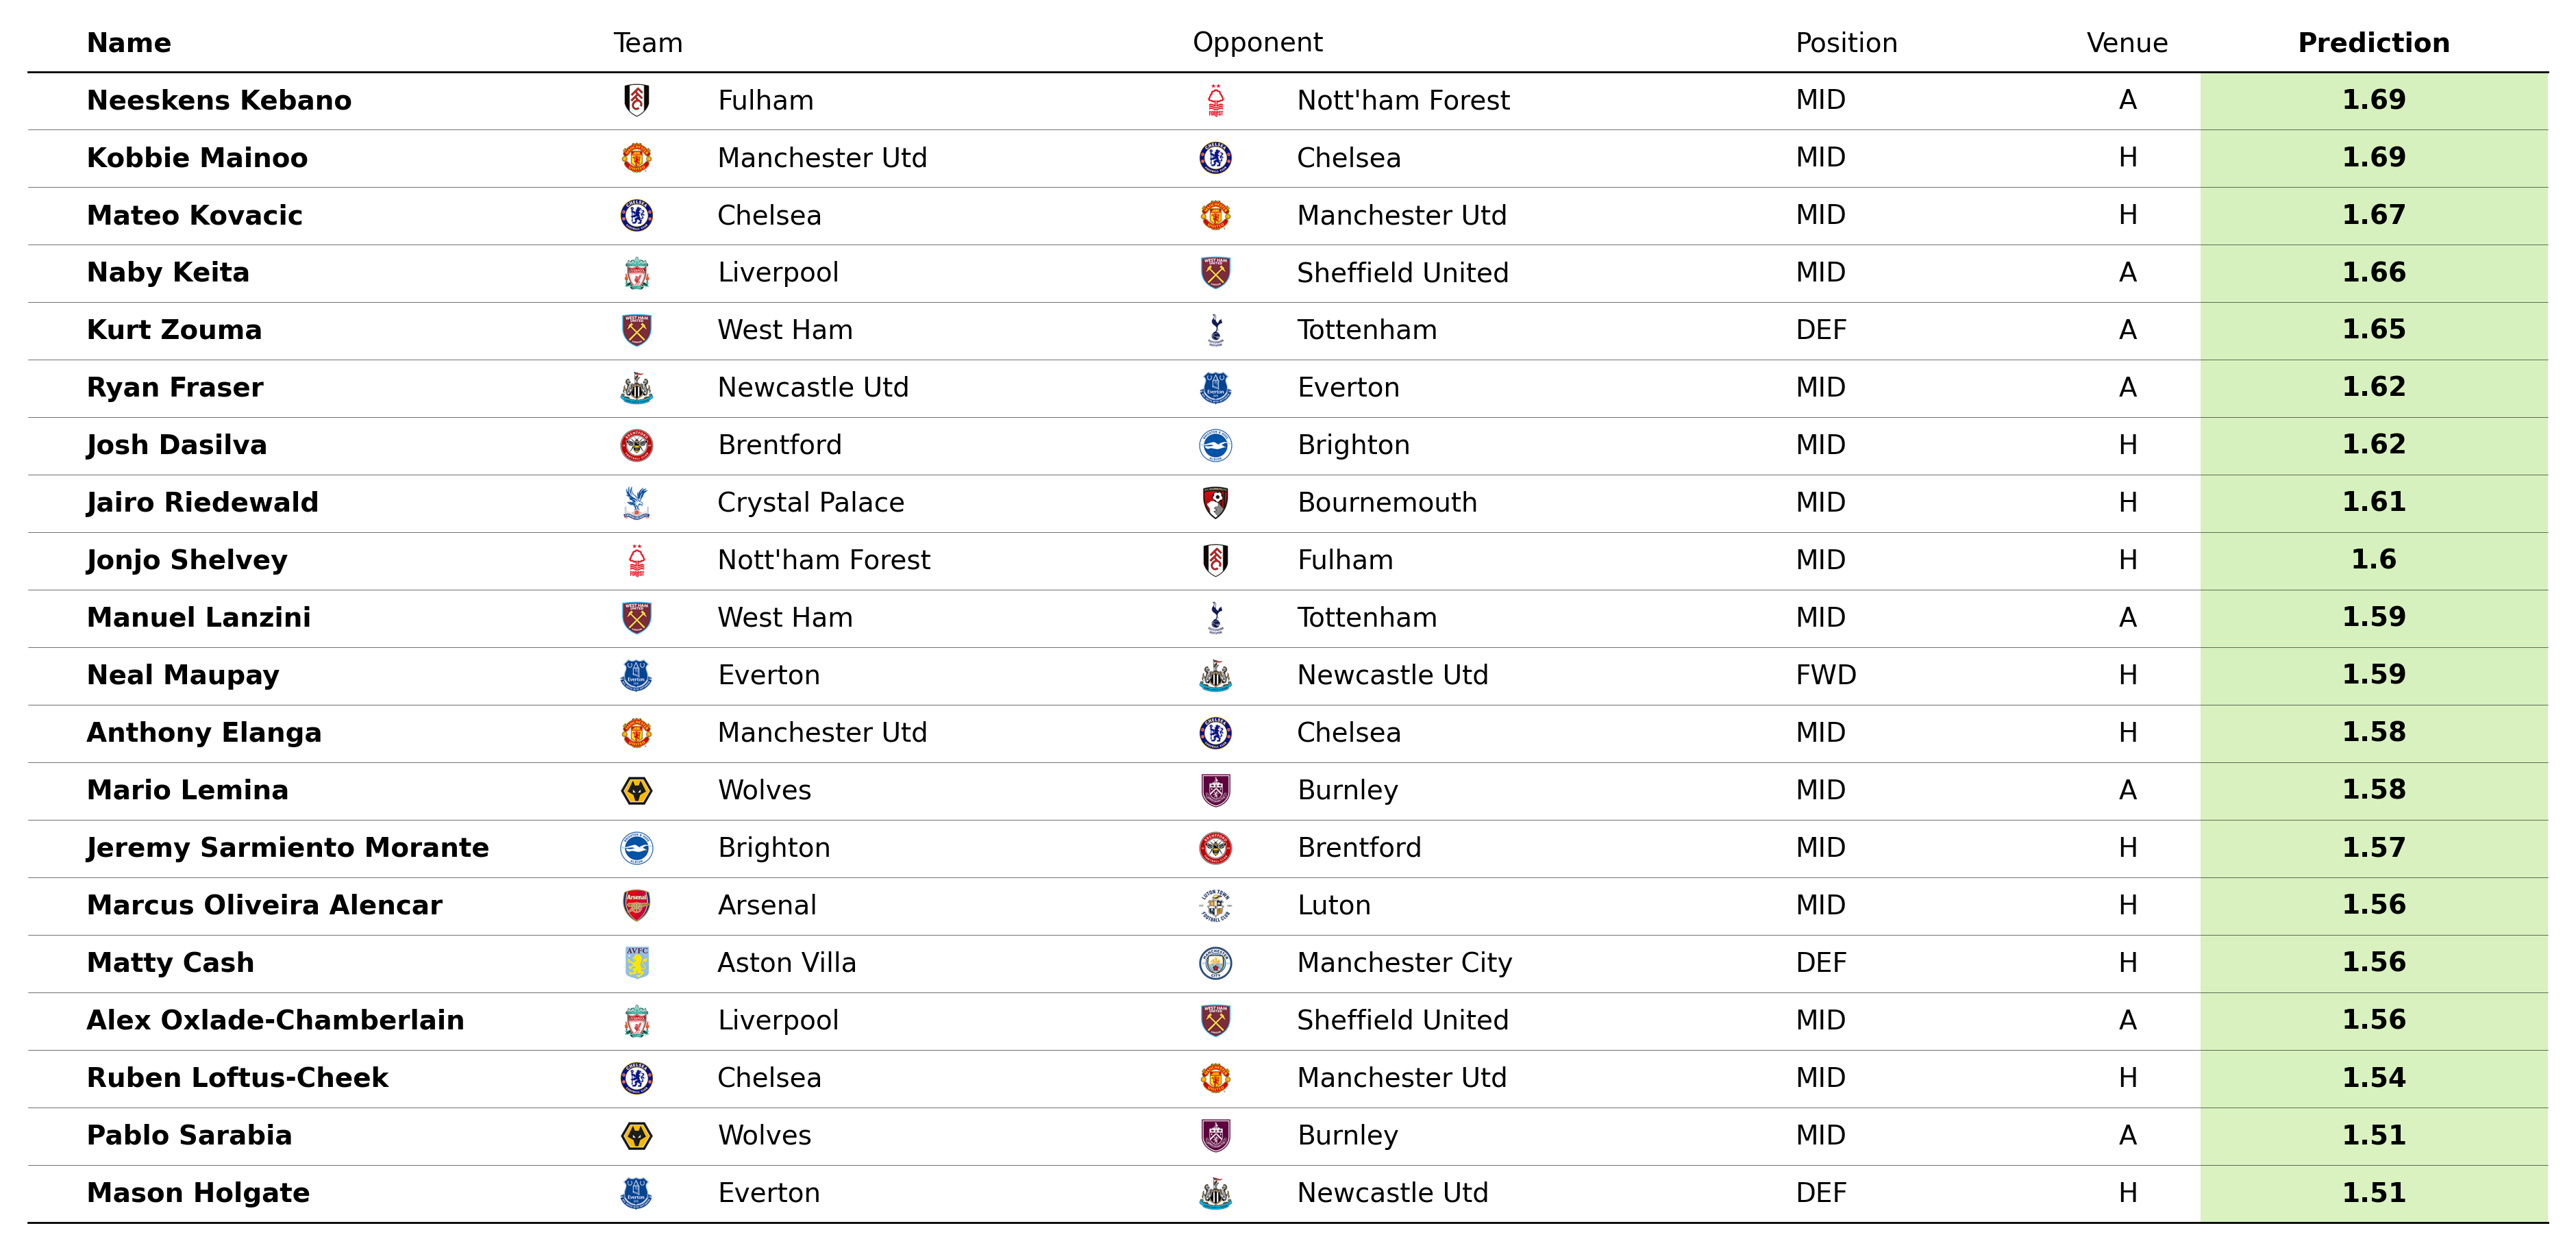 Name Team Opponent Position Venue Prediction
Neeskens Kebano Fulham Nott'ham Forest MID A 1.69
Kobbie Mainoo Manchester Utd Chelsea MID H 1.69
Mateo Kovacic Chelsea Manchester Utd MID H 1.67
Naby Keita Liverpool Sheffield United MID A 1.66
Kurt Zouma West Ham Tottenham DEF A 1.65
Ryan Fraser Newcastle Utd Everton MID A 1.62
Josh Dasilva Brentford Brighton MID H 1.62
Jairo Riedewald Crystal Palace Bournemouth MID H 1.61
Jonjo Shelvey Nott'ham Forest Fulham MID H 1.6
Manuel Lanzini West Ham Tottenham MID A 1.59
Neal Maupay Everton Newcastle Utd FWD H 1.59
Anthony Elanga Manchester Utd Chelsea MID H 1.58
Mario Lemina Wolves Burnley MID A 1.58
Jeremy Sarmiento Morante Brighton Brentford MID H 1.57
Marcus Oliveira Alencar Arsenal Luton MID H 1.56
Matty Cash Aston Villa Manchester City DEF H 1.56
Alex Oxlade-Chamberlain Liverpool Sheffield United MID A 1.56
Ruben Loftus-Cheek Chelsea Manchester Utd MID H 1.54
Pablo Sarabia Wolves Burnley MID A 1.51
Mason Holgate Everton Newcastle Utd DEF H 1.51